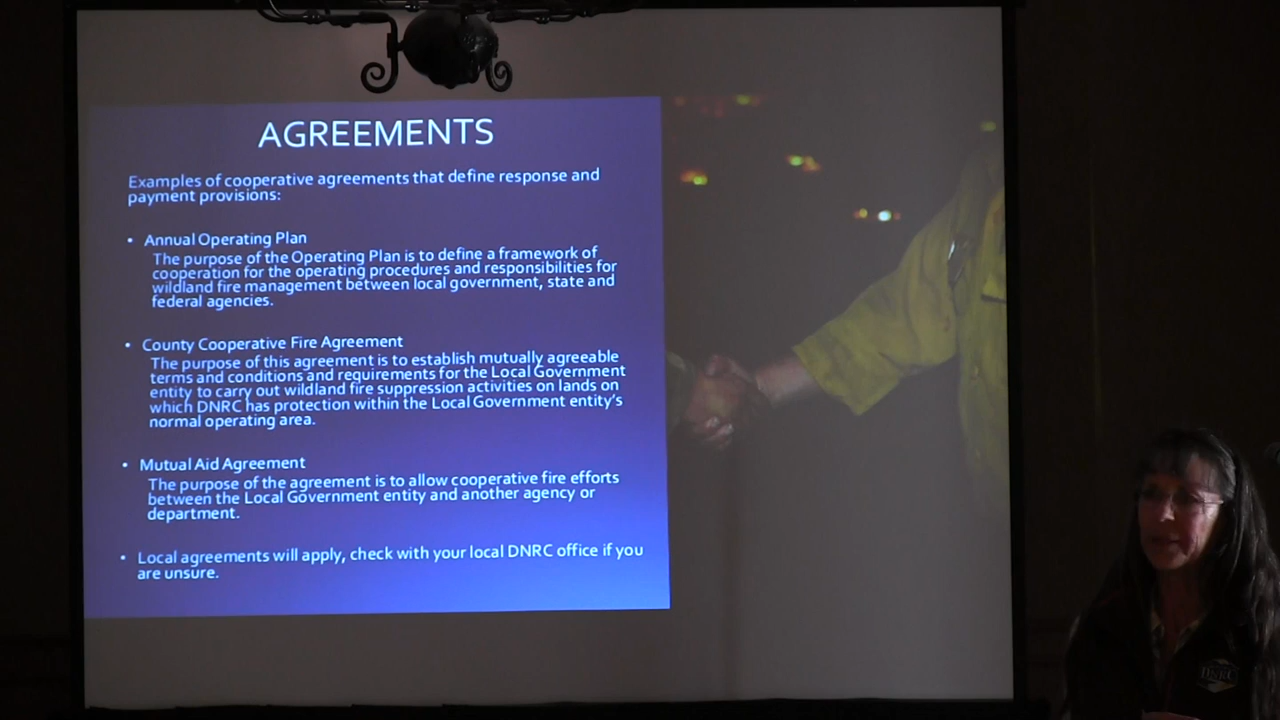 AGREEMENTS
Examples of cooperative agreements that define response and
payment provisions:
• Annual Operating Plan
The purpose of the Operating Plan is to define a framework of
cooperation for the operating procedures and responsibilities for
wildland fire management between local government, state and
federal agencies.
• County Cooperative Fire Agreement
The purpose of this agreement is to establish mutually agreeable
terms and conditions and requirements for the Local Government
entity to carry out wildland fire suppression activities on lands on
which DNRC has protection within the Local Government entity's
normal operating area.
• Mutual Aid Agreement
The purpose of the agreement is to allow cooperative fire efforts
between the Local Government entity and another agency or
department.
• Local agreements will apply, check with your local DNRC office if you
are unsure.
DNRC